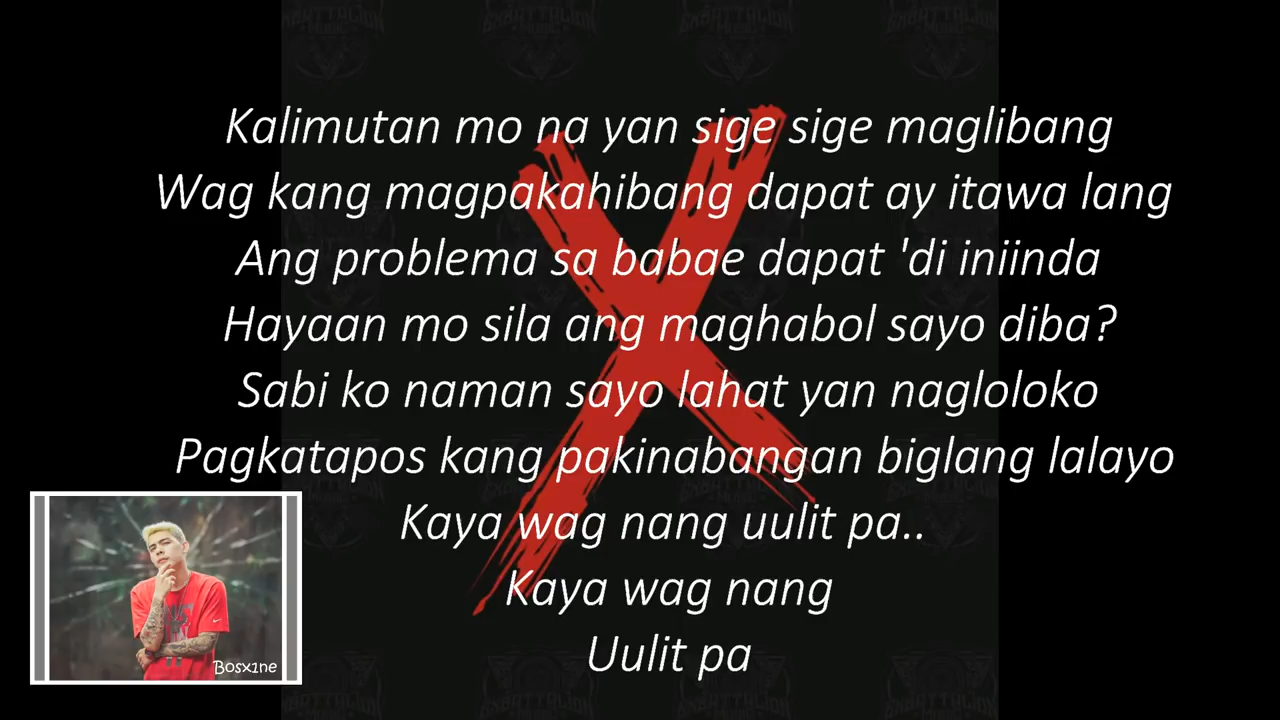 Kalimutan mo na yan sige sige maglibang
Wag kang magpakahibang dapat ay itawa lang
Ang problema sa babae dapat 'di iniinda
Hayaan mo sila ang maghabol sayo diba?
Sabi ko naman sayo lahat yan nagloloko
Pagkatapos kang pakinabangan biglang lalayo
Kaya wag nang uulit pa..
Kaya wag nang
Uulit pa
Bosx1ne